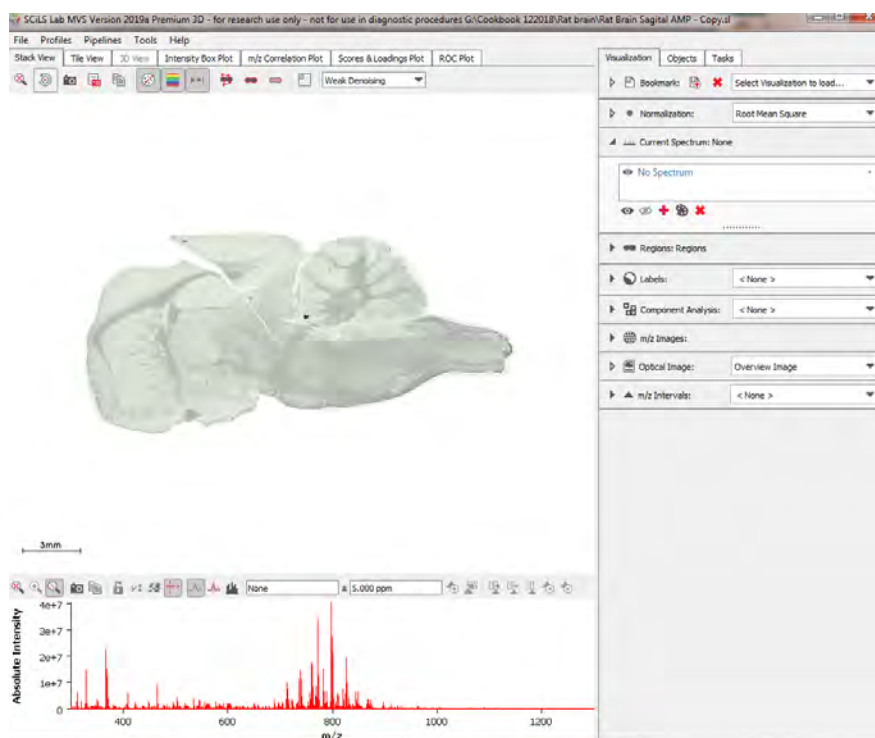 SCiLS Lab MVS Version 2019a Premium 3D - for research use only - not for use in diagnostic procedures G:\Cookbook 122018\Rat brain\Rat Brain Sagital AMP - Copy.sl
File Profiles Pipelines Tools Help
Stack View Tile View 3D View Intensity Box Plot m/z Correlation Plot Scores & Loadings Plot ROC Plot
Visualization Objects Tasks
Weak Denoising
Bookmark: Select Visualization to load...
Normalization: Root Mean Square
Current Spectrum: None
No Spectrum
Regions: Regions
Labels: < None >
Component Analysis: < None >
m/z Images:
Optical Image: Overview Image
m/z Intervals: < None >
3mm
None ± 5.000 ppm
Absolute Intensity
4e+7
3e+7
2e+7
1e+7
0
400 600 800 1000 1200
m/z